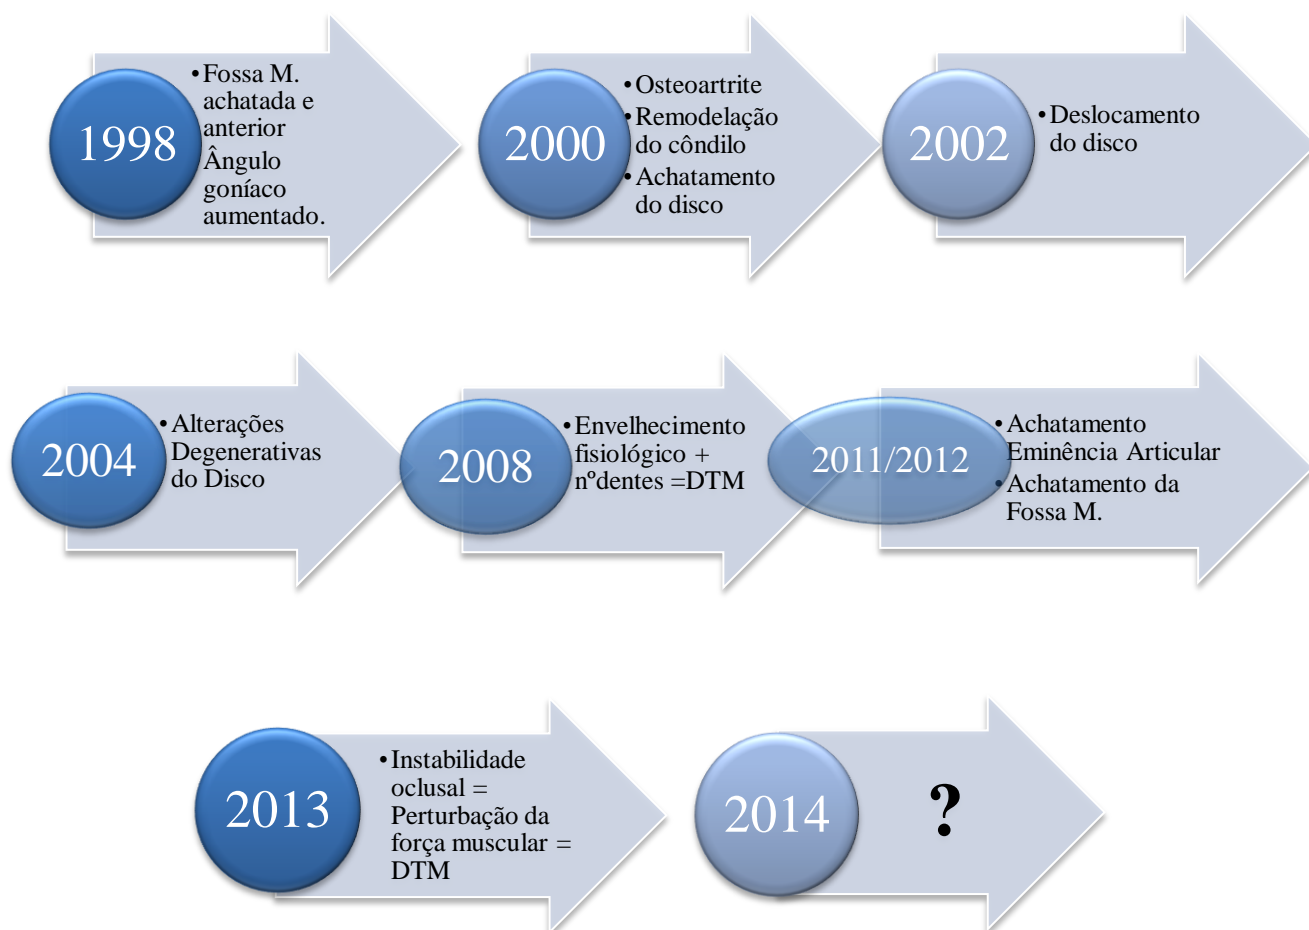 1998
•Fossa M.
achatada e
anterior
Ângulo
goníaco
aumentado.
2000
•Osteoartrite
•Remodelação
do côndilo
•Achatamento
do disco
2002
•Deslocamento
do disco
2004
•Alterações
Degenerativas
do Disco
2008
•Envelhecimento
fisiológico +
nºdentes =DTM
2011/2012
•Achatamento
Eminência Articular
•Achatamento da
Fossa M.
2013
•Instabilidade
oclusal =
Perturbação da
força muscular =
DTM
2014
?